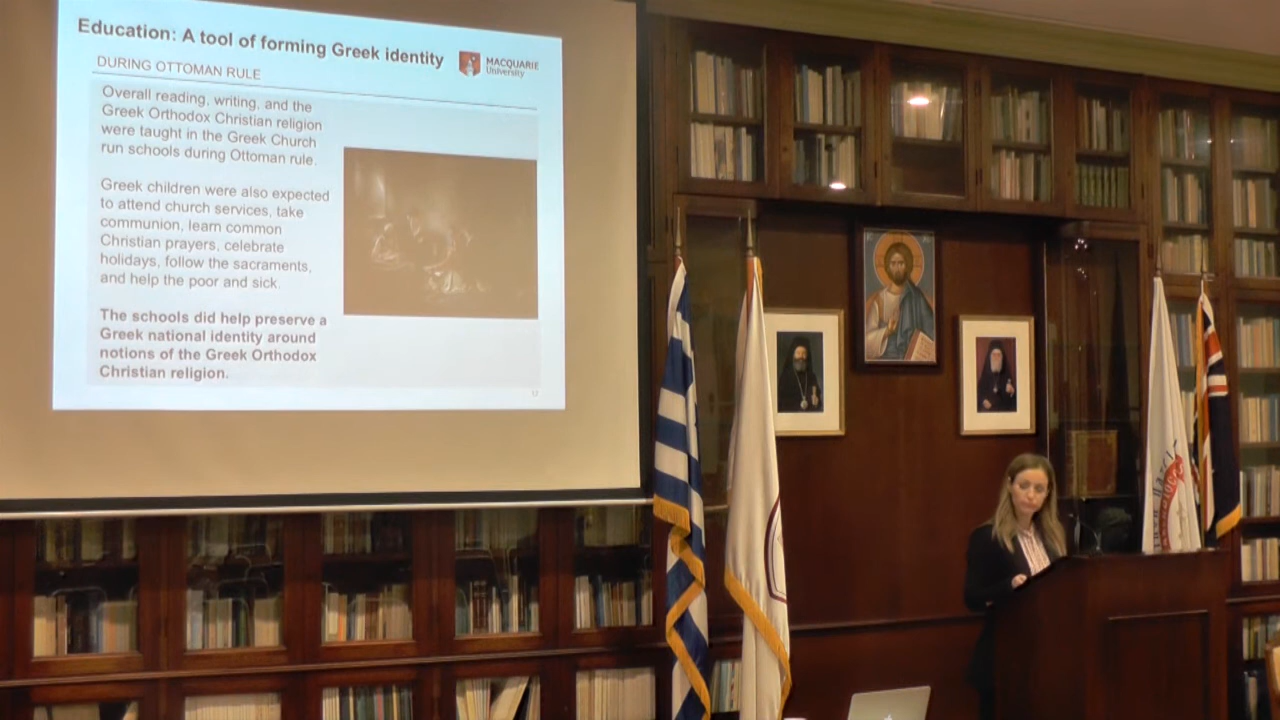 Education: A tool of forming Greek identity
MACQUARIE
University
DURING OTTOMAN RULE
Overall reading, writing, and the
Greek Orthodox Christian religion
were taught in the Greek Church
run schools during Ottoman rule.
Greek children were also expected
to attend church services, take
communion, learn common
Christian prayers, celebrate
holidays, follow the sacraments,
and help the poor and sick.
The schools did help preserve a
Greek national identity around
notions of the Greek Orthodox
Christian religion.